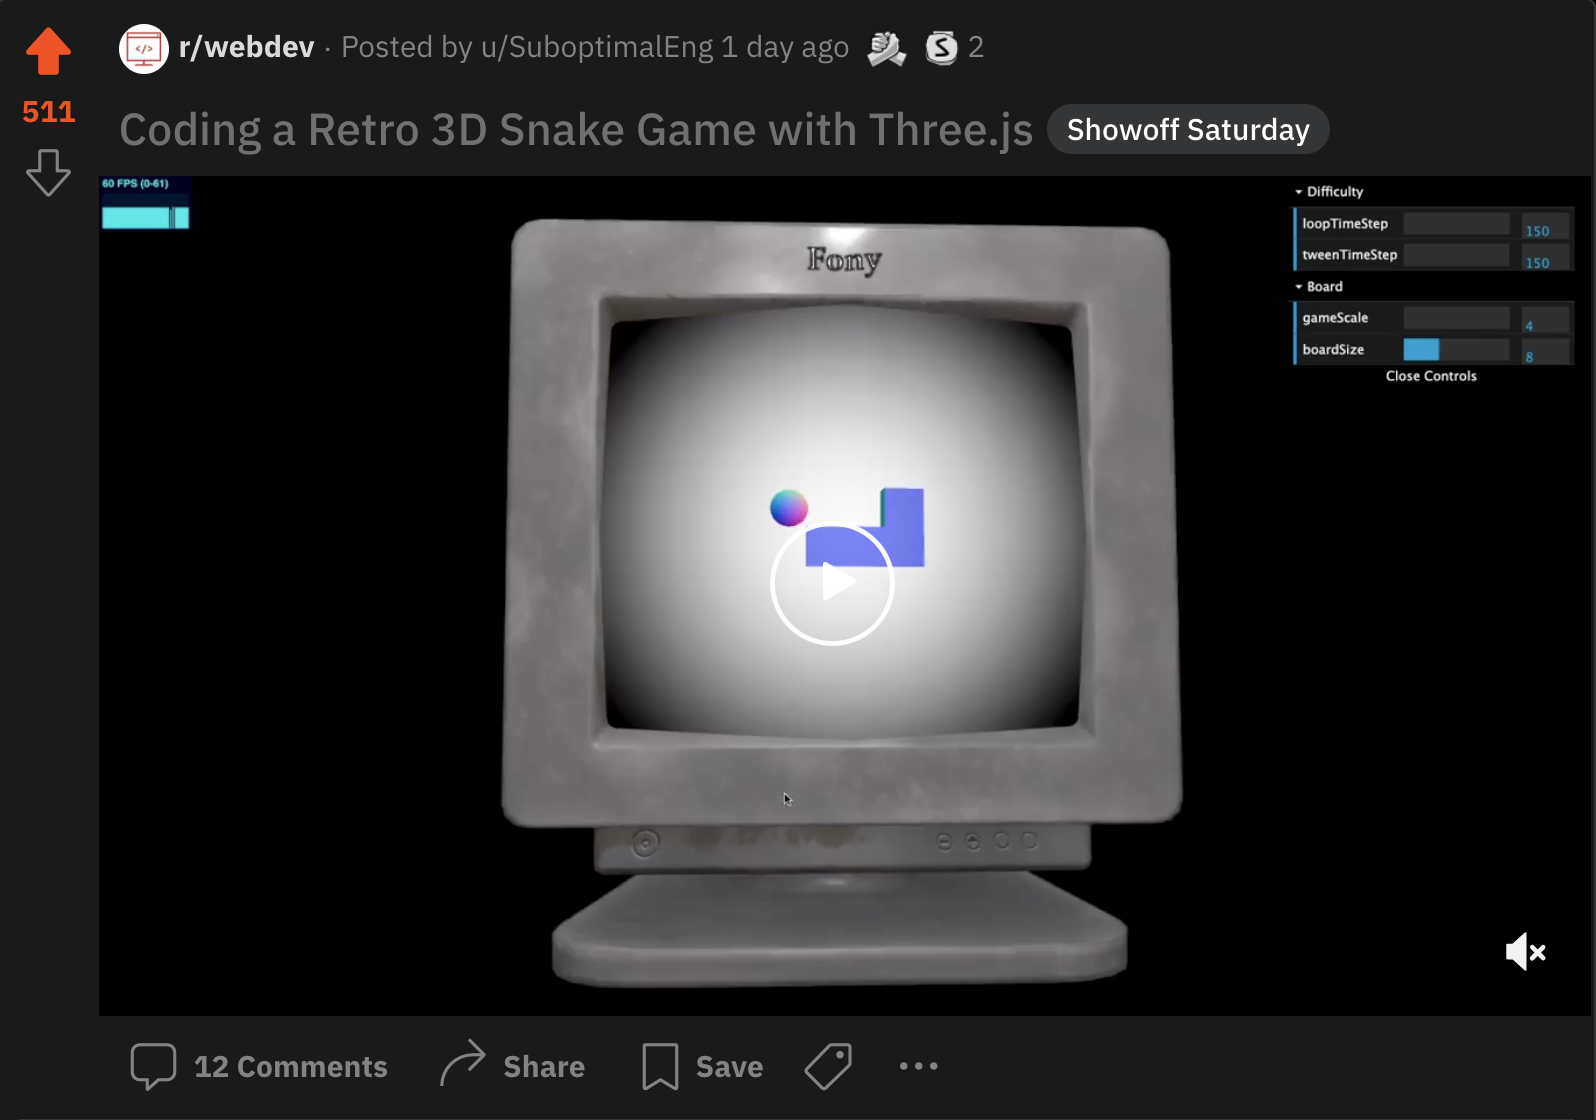 r/webdev · Posted by u/SuboptimalEng 1 day ago 2
511
Coding a Retro 3D Snake Game with Three.js Showoff Saturday
60 FPS (0-61)
Difficulty
loopTimeStep 150
tweenTimeStep 150
Board
gameScale 4
boardSize 8
Close Controls
Fony
12 Comments Share Save